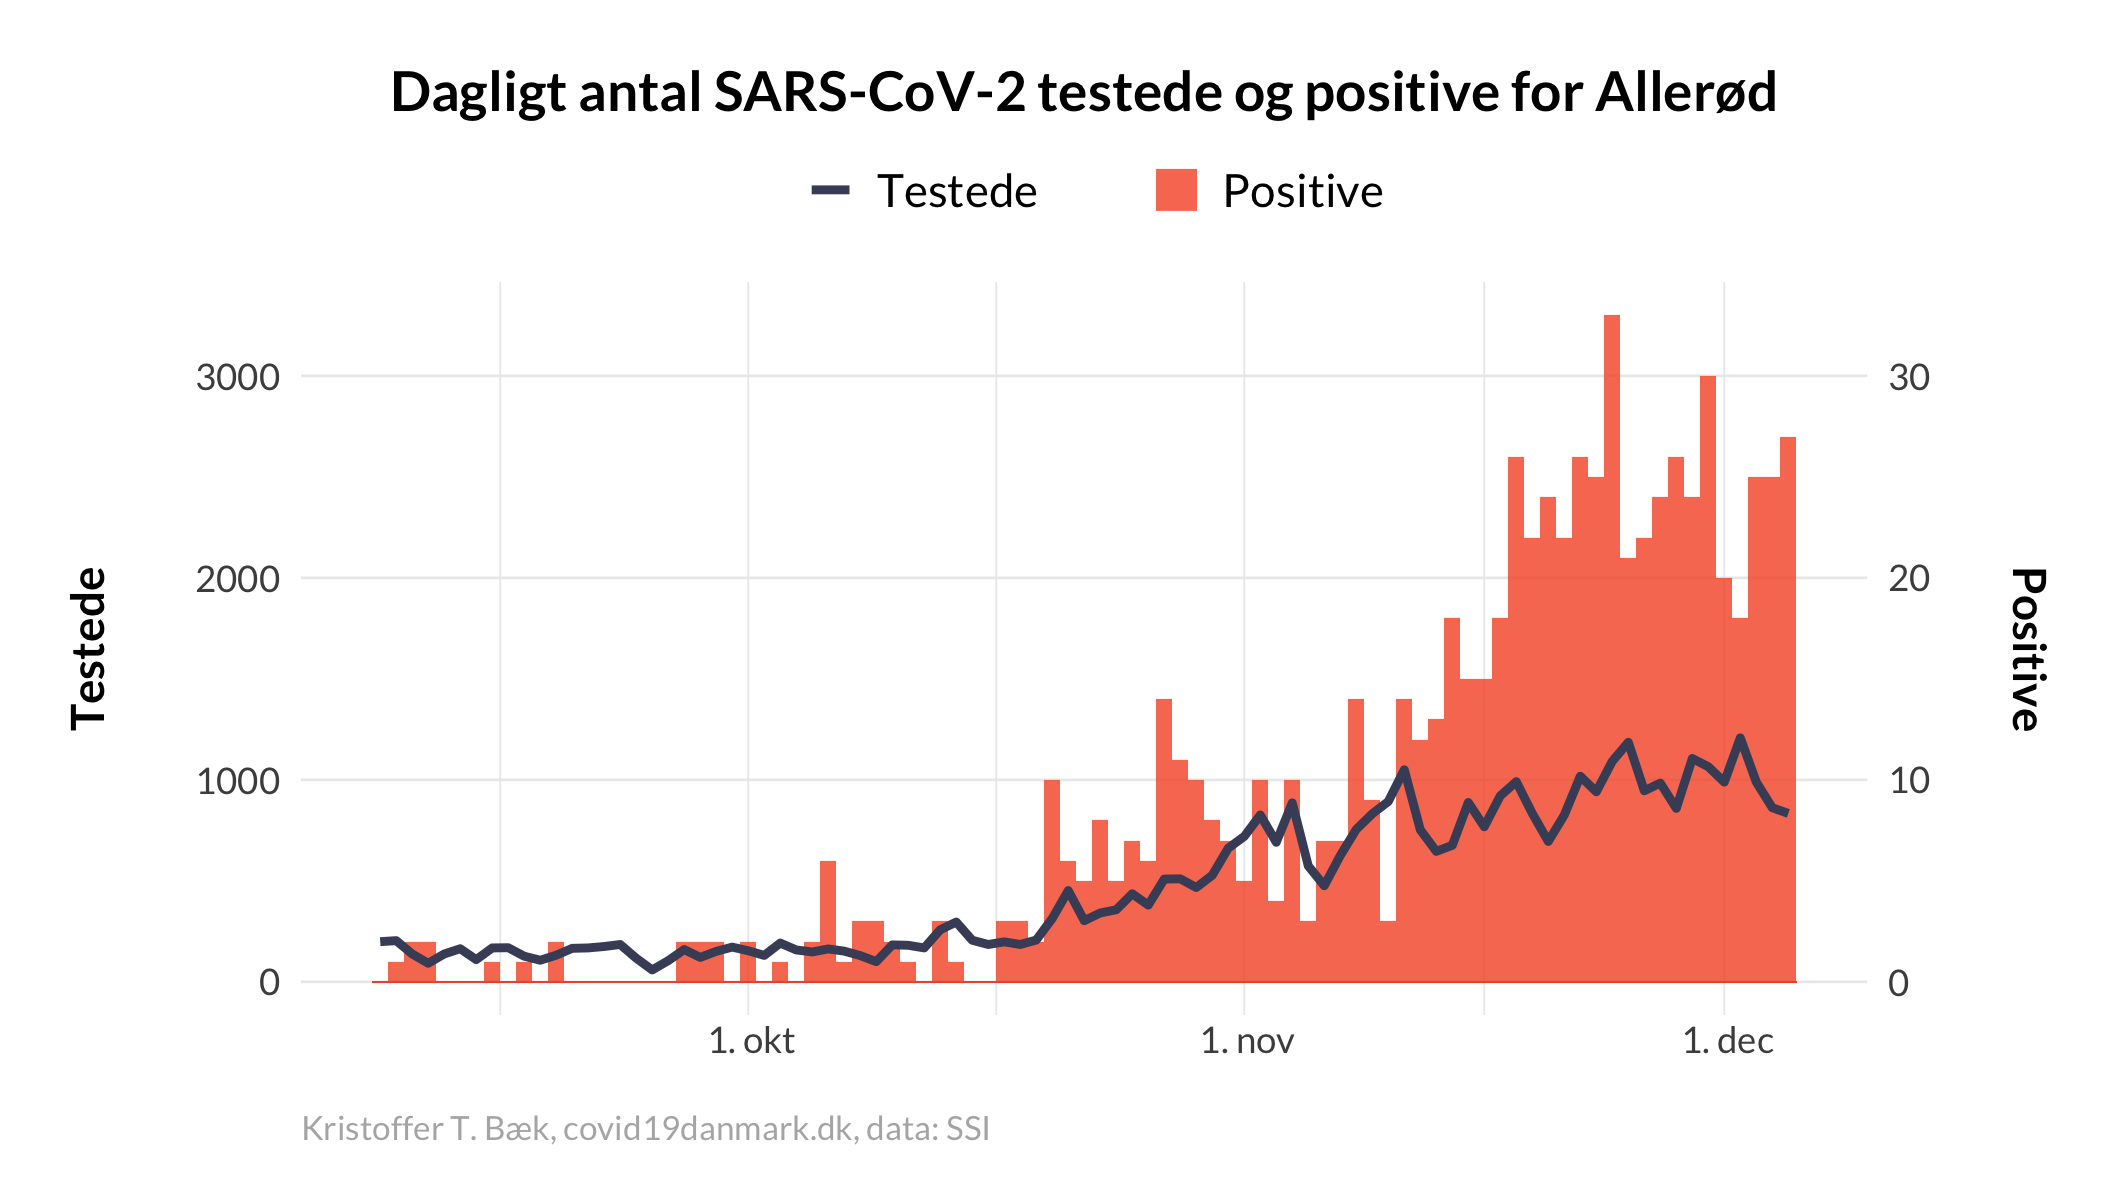 Dagligt antal SARS-CoV-2 testede og positive for Allerød
Testede
Positive
3000
2000
1000
0
30
20
10
0
Testede
Positive
1. okt
1. nov
1. dec
Kristoffer T. Bæk, covid19danmark.dk, data: SSI